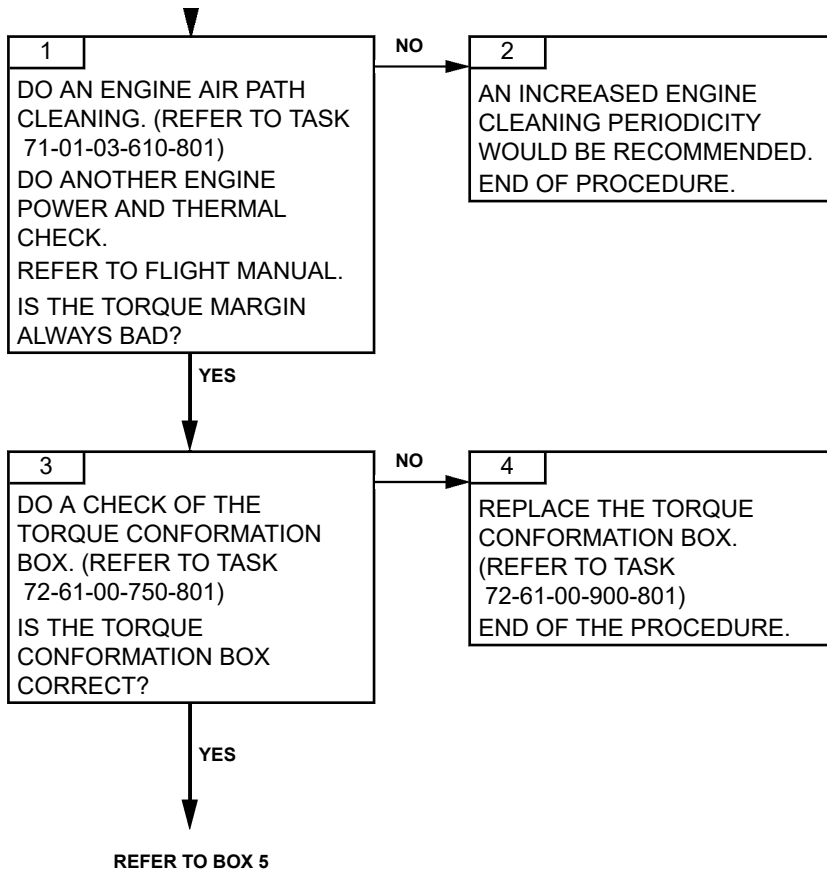 1
DO AN ENGINE AIR PATH
CLEANING. (REFER TO TASK
71-01-03-610-801)
DO ANOTHER ENGINE
POWER AND THERMAL
CHECK.
REFER TO FLIGHT MANUAL.
IS THE TORQUE MARGIN
ALWAYS BAD?
NO
2
AN INCREASED ENGINE
CLEANING PERIODICITY
WOULD BE RECOMMENDED.
END OF PROCEDURE.
YES
3
DO A CHECK OF THE
TORQUE CONFORMATION
BOX. (REFER TO TASK
72-61-00-750-801)
IS THE TORQUE
CONFORMATION BOX
CORRECT?
NO
4
REPLACE THE TORQUE
CONFORMATION BOX.
(REFER TO TASK
72-61-00-900-801)
END OF THE PROCEDURE.
YES
REFER TO BOX 5